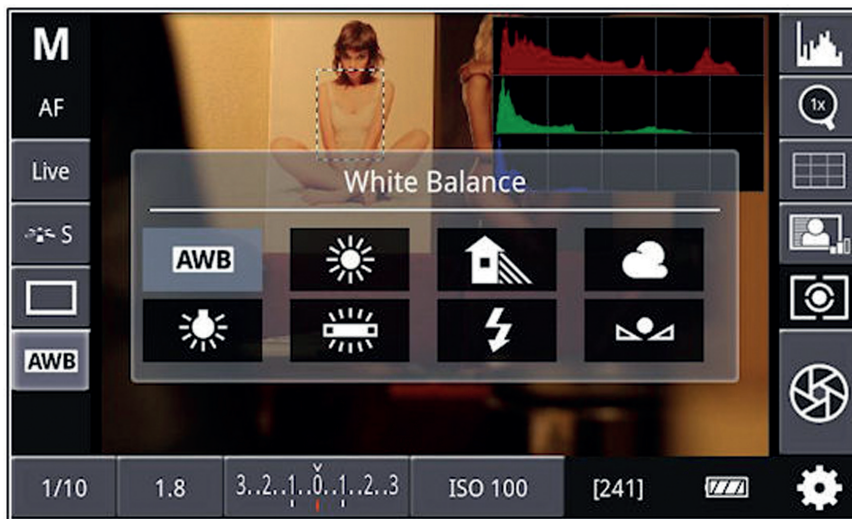 M
AF
Live
S
AWB
1x
White Balance
AWB
1/10
1.8
3..2..1..0..1..2..3
ISO 100
[241]